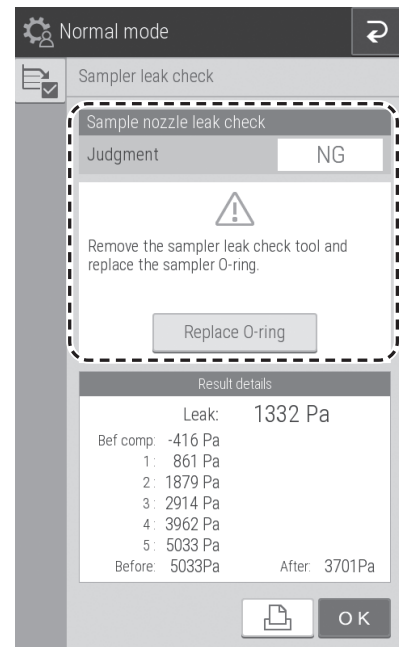 Normal mode
Sampler leak check
Sample nozzle leak check
Judgment NG
Remove the sampler leak check tool and
replace the sampler O-ring.
Replace O-ring
Result details
Leak: 1332 Pa
Bef comp: -416 Pa
1: 861 Pa
2: 1879 Pa
3: 2914 Pa
4: 3962 Pa
5: 5033 Pa
Before: 5033Pa After: 3701Pa
OK